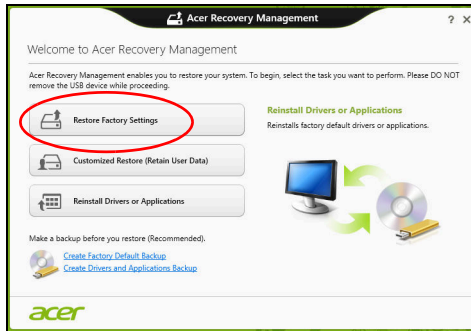 Acer Recovery Management
? X
Welcome to Acer Recovery Management
Acer Recovery Management enables you to restore your system. To begin, select the task you want to perform. Please DO NOT
remove the USB device while proceeding.
Restore Factory Settings
Customized Restore (Retain User Data)
Reinstall Drivers or Applications
Reinstall Drivers or Applications
Reinstalls factory default drivers or applications.
Make a backup before you restore (Recommended).
Create Factory Default Backup
Create Drivers and Applications Backup
acer